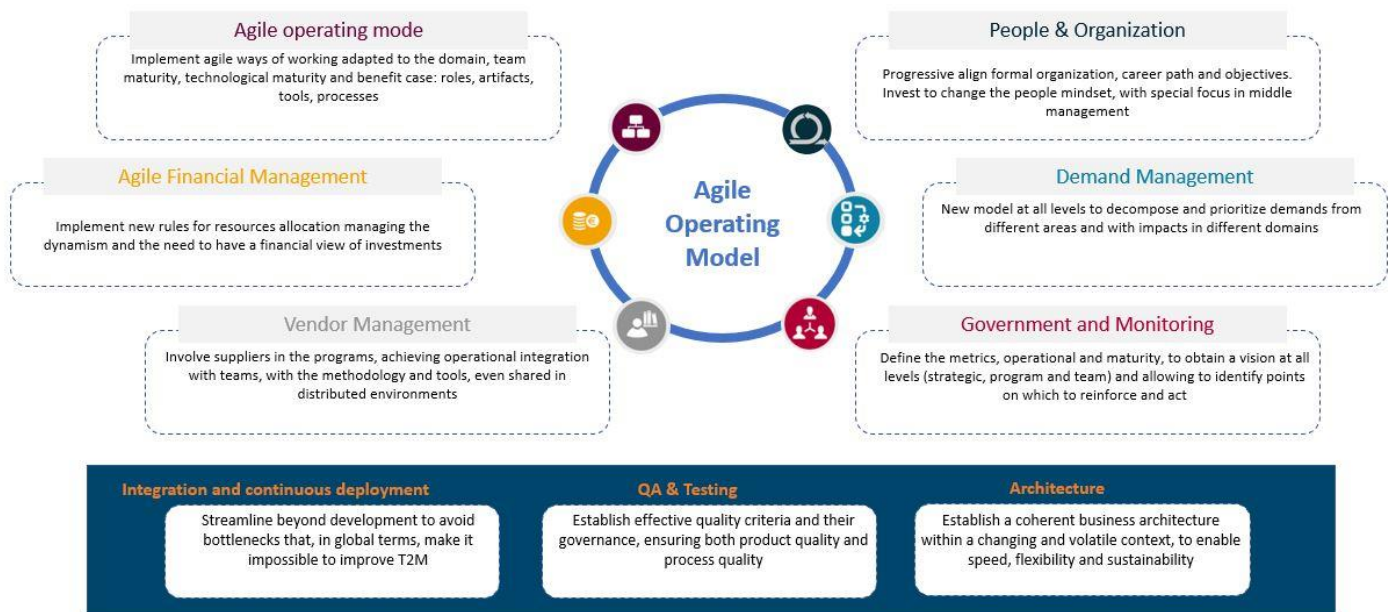 Agile operating mode
Implement agile ways of working adapted to the domain, team
maturity, technological maturity and benefit case: roles, artifacts,
tools, processes
People & Organization
Progressive align formal organization, career path and objectives.
Invest to change the people mindset, with special focus in middle
management
Agile Financial Management
Implement new rules for resources allocation managing the
dynamism and the need to have a financial view of investments
Agile
Operating
Model
Demand Management
New model at all levels to decompose and prioritize demands from
different areas and with impacts in different domains
Vendor Management
Involve suppliers in the programs, achieving operational integration
with teams, with the methodology and tools, even shared in
distributed environments
Government and Monitoring
Define the metrics, operational and maturity, to obtain a vision at all
levels (strategic, program and team) and allowing to identify points
on which to reinforce and act
Integration and continuous deployment
Streamline beyond development to avoid
bottlenecks that, in global terms, make it
impossible to improve T2M
QA & Testing
Establish effective quality criteria and their
governance, ensuring both product quality and
process quality
Architecture
Establish a coherent business architecture
within a changing and volatile context, to enable
speed, flexibility and sustainability